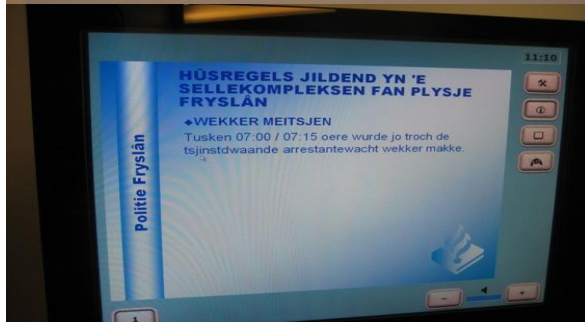 11:10
HÚSREGELS JILDEND YN 'E
SELLEKOMPLEKSEN FAN PLYSJE
FRYSLÂN
WEKKER MEITSJEN
Tusken 07:00 / 07:15 oere wurde jo troch de
tsjinstdwaande arrestantewacht wekker makke.
Politie Fryslân